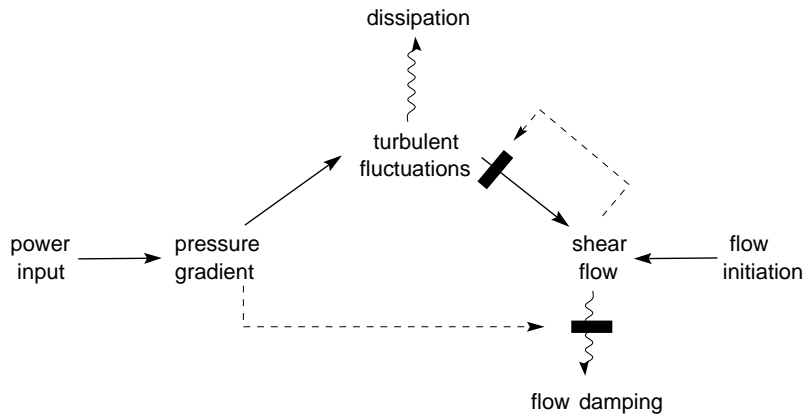 dissipation
turbulent
fluctuations
power
input
pressure
gradient
shear
flow
flow
initiation
flow damping